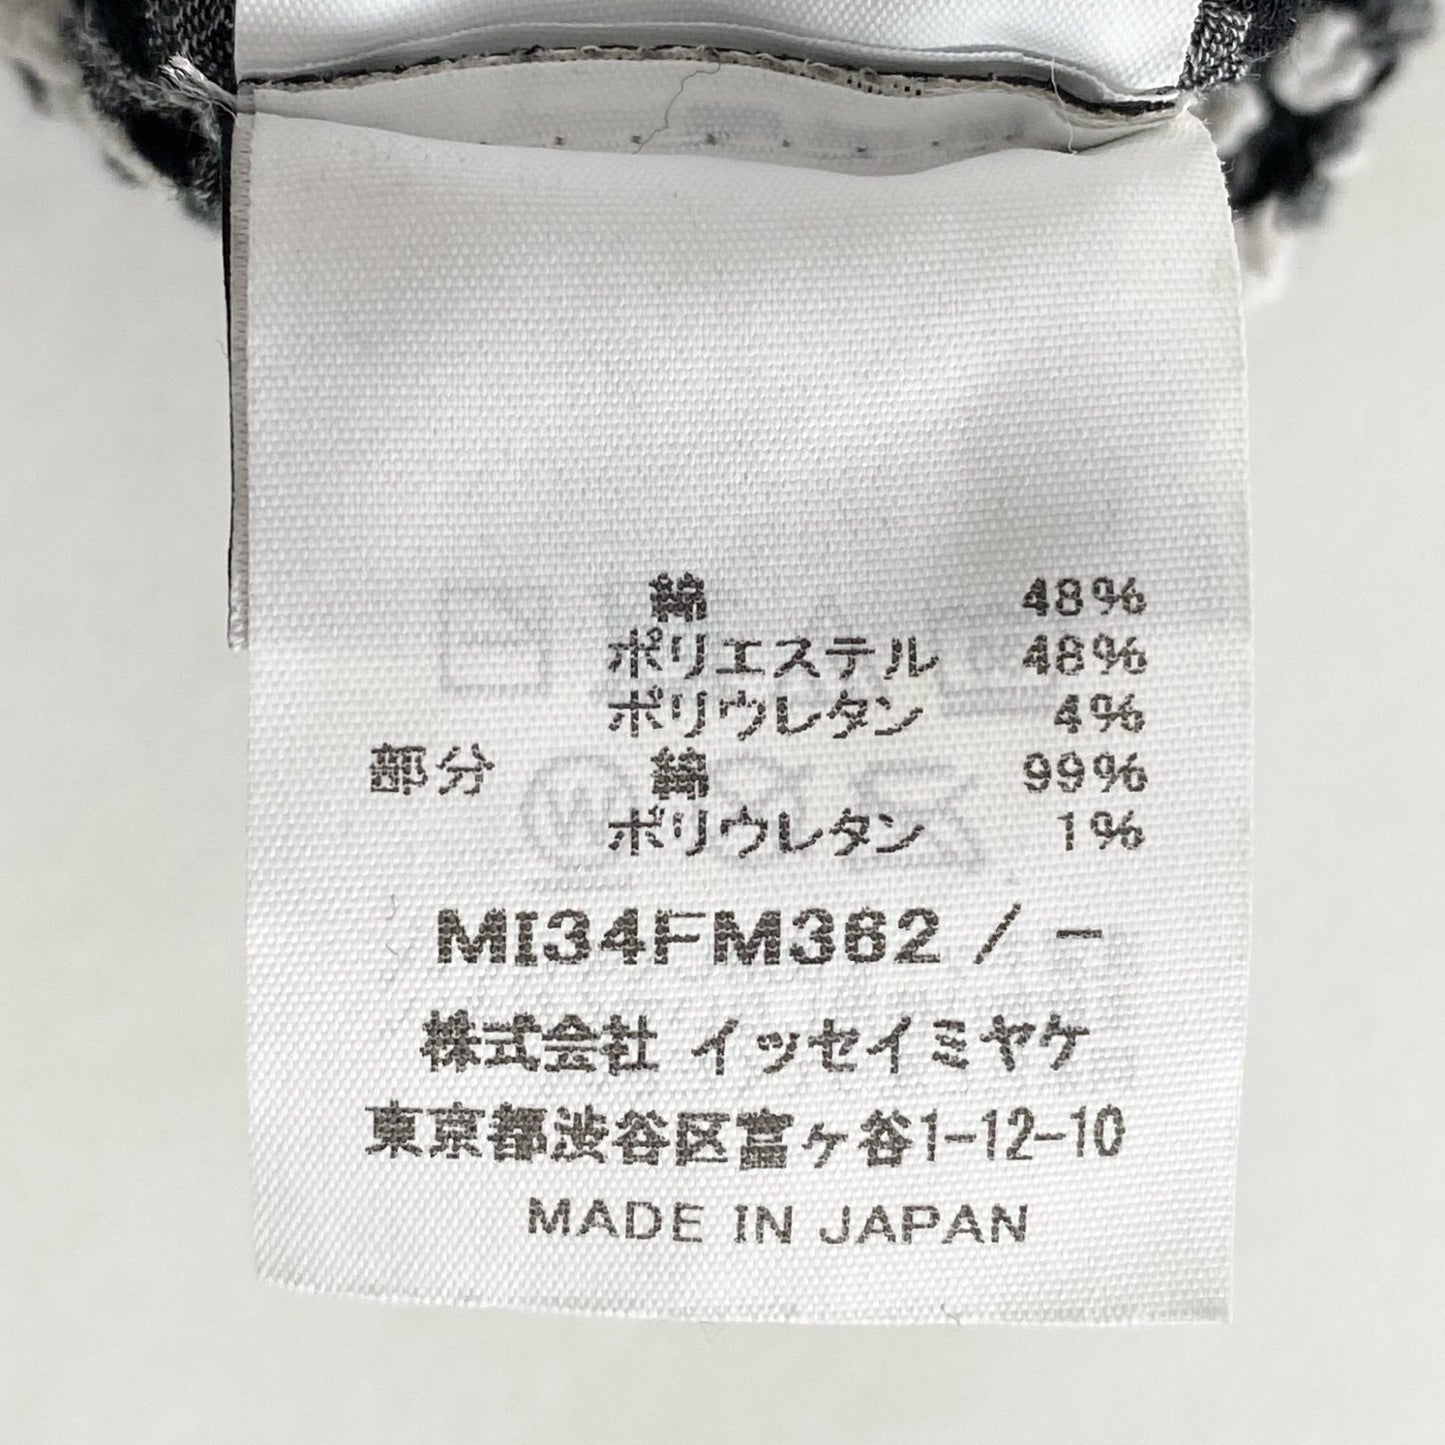 綿 48%
ポリエステル 48%
ポリウレタン 4%
部分 綿 99%
ポリウレタン 1%
MI34FM362 / -
株式会社 イッセイミヤケ
東京都渋谷区富ヶ谷1-12-10
MADE IN JAPAN